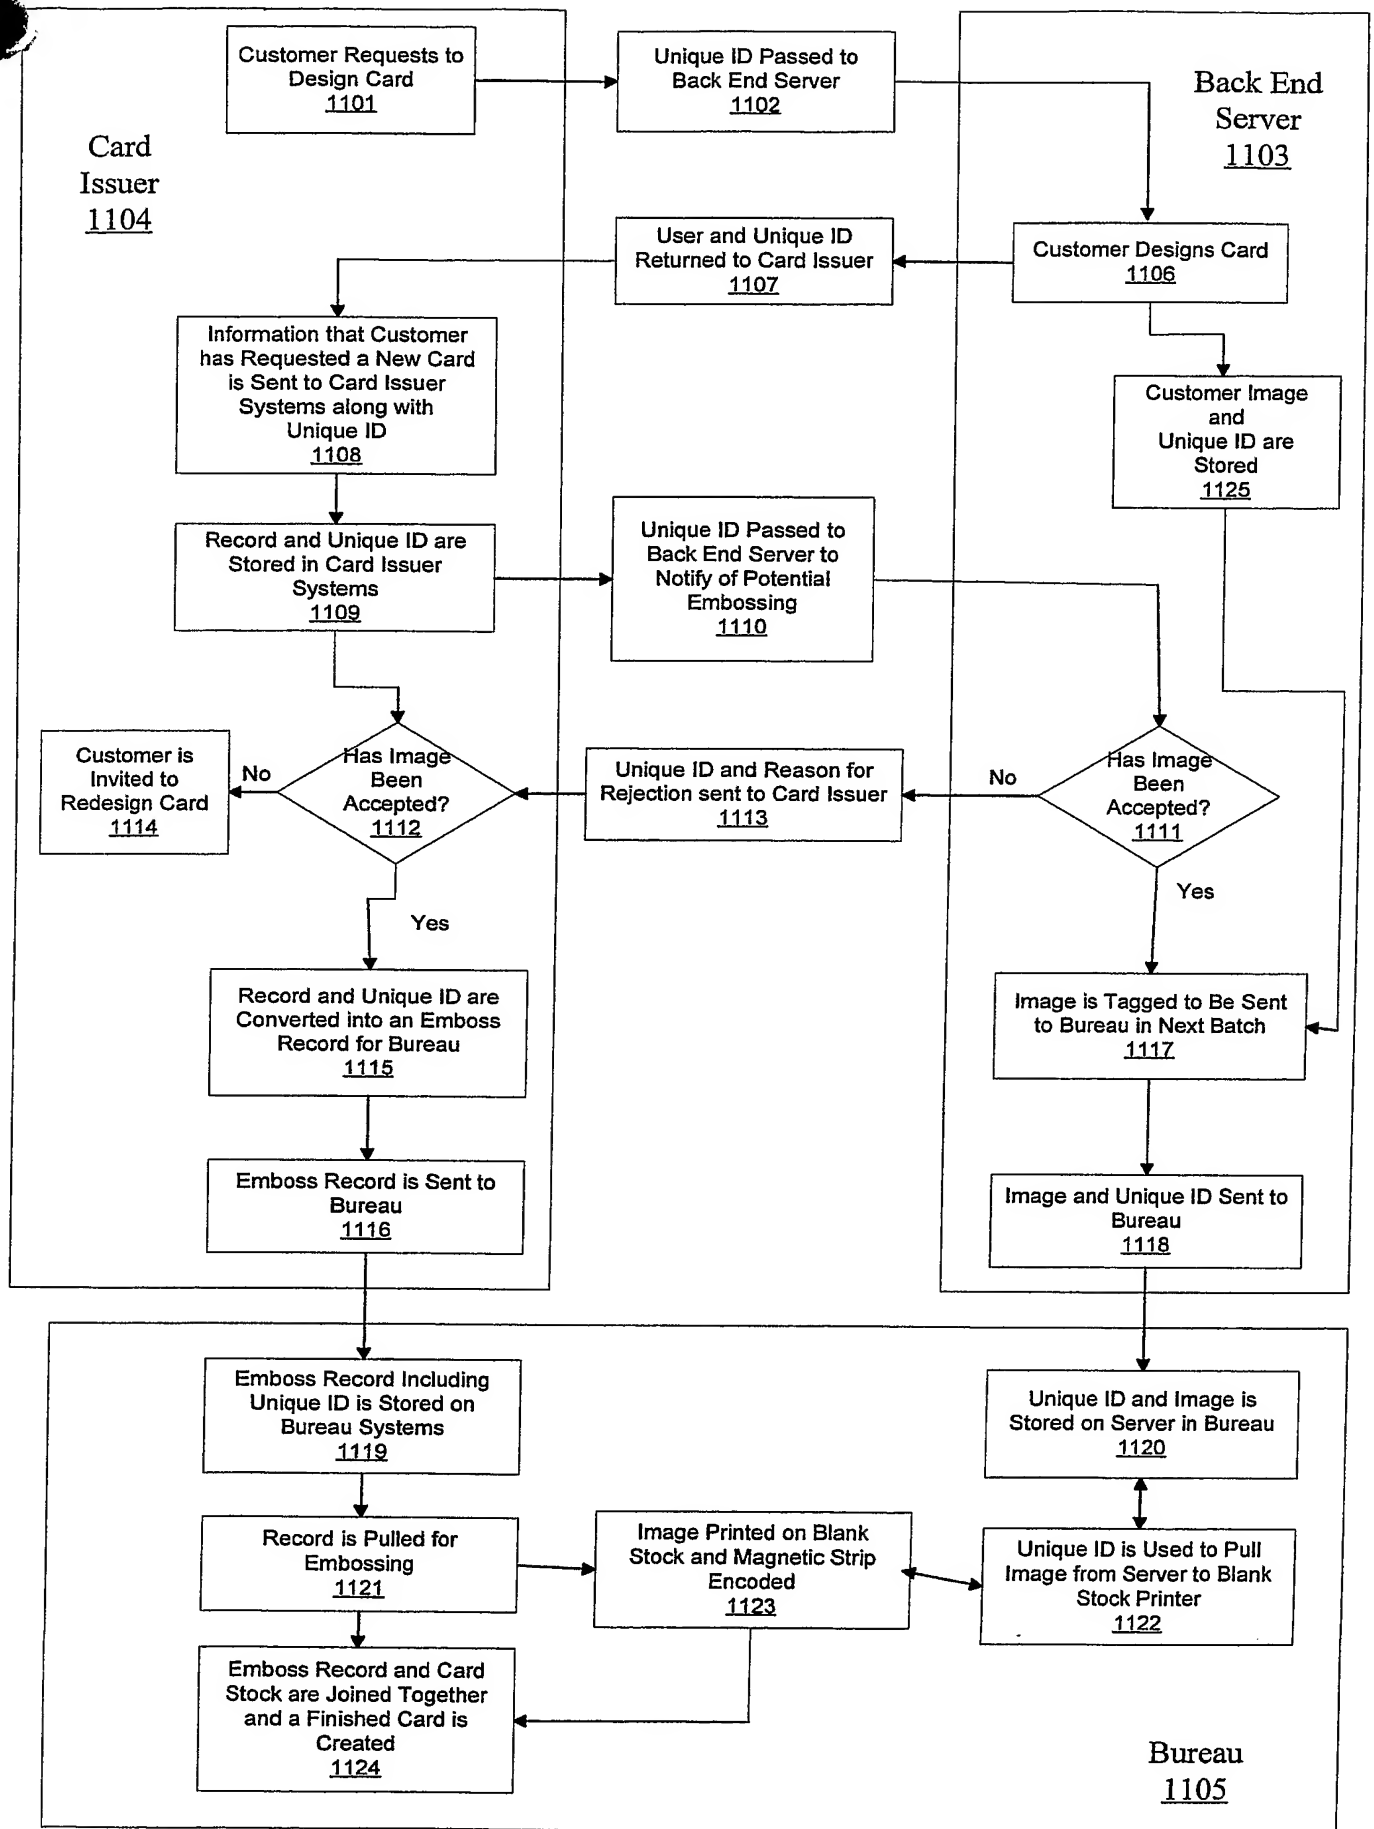 Customer Requests to
Design Card
1101
Unique ID Passed to
Back End Server
1102
Back End
Server
1103
Card
Issuer
1104
User and Unique ID
Returned to Card Issuer
1107
Customer Designs Card
1106
Information that Customer
has Requested a New Card
is Sent to Card Issuer
Systems along with
Unique ID
1108
Customer Image
and
Unique ID are
Stored
1125
Record and Unique ID are
Stored in Card Issuer
Systems
1109
Unique ID Passed to
Back End Server to
Notify of Potential
Embossing
1110
Customer is
Invited to
Redesign Card
1114
No
Has Image
Been
Accepted?
1112
Unique ID and Reason for
Rejection sent to Card Issuer
1113
No
Has Image
Been
Accepted?
1111
Yes
Yes
Record and Unique ID are
Converted into an Emboss
Record for Bureau
1115
Image is Tagged to Be Sent
to Bureau in Next Batch
1117
Emboss Record is Sent to
Bureau
1116
Image and Unique ID Sent to
Bureau
1118
Emboss Record Including
Unique ID is Stored on
Bureau Systems
1119
Unique ID and Image is
Stored on Server in Bureau
1120
Record is Pulled for
Embossing
1121
Image Printed on Blank
Stock and Magnetic Strip
Encoded
1123
Unique ID is Used to Pull
Image from Server to Blank
Stock Printer
1122
Emboss Record and Card
Stock are Joined Together
and a Finished Card is
Created
1124
Bureau
1105